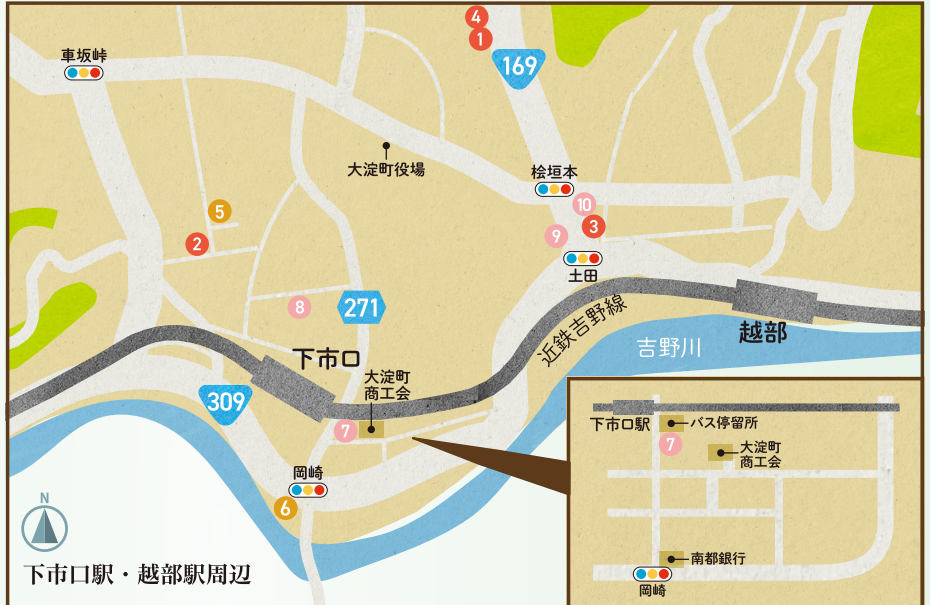 4
1
車坂峠
169
大淀町役場
桧垣本
10
5
3
9
2
土田
8
271
近鉄吉野線
越部
吉野川
下市口
大淀町
商工会
309
7
岡崎
6
N
下市口駅・越部駅周辺
下市口駅
バス停留所
7
大淀町
商工会
南都銀行
岡崎